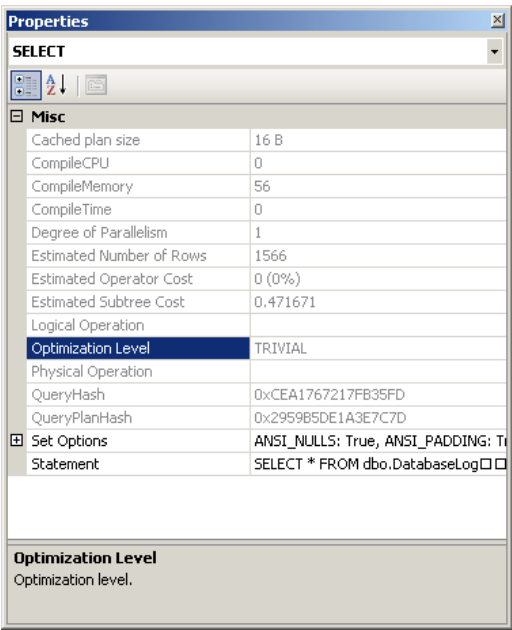 Properties
SELECT
Misc
Cached plan size 16 B
CompileCPU 0
CompileMemory 56
CompileTime 0
Degree of Parallelism 1
Estimated Number of Rows 1566
Estimated Operator Cost 0 (0%)
Estimated Subtree Cost 0.471671
Logical Operation
Optimization Level TRIVIAL
Physical Operation
QueryHash 0xCEA1767217FB35FD
QueryPlanHash 0x2959B5DE1A3E7C7D
Set Options ANSI_NULLS: True, ANSI_PADDING: Tr
Statement SELECT * FROM dbo.DatabaseLog□□
Optimization Level
Optimization level.